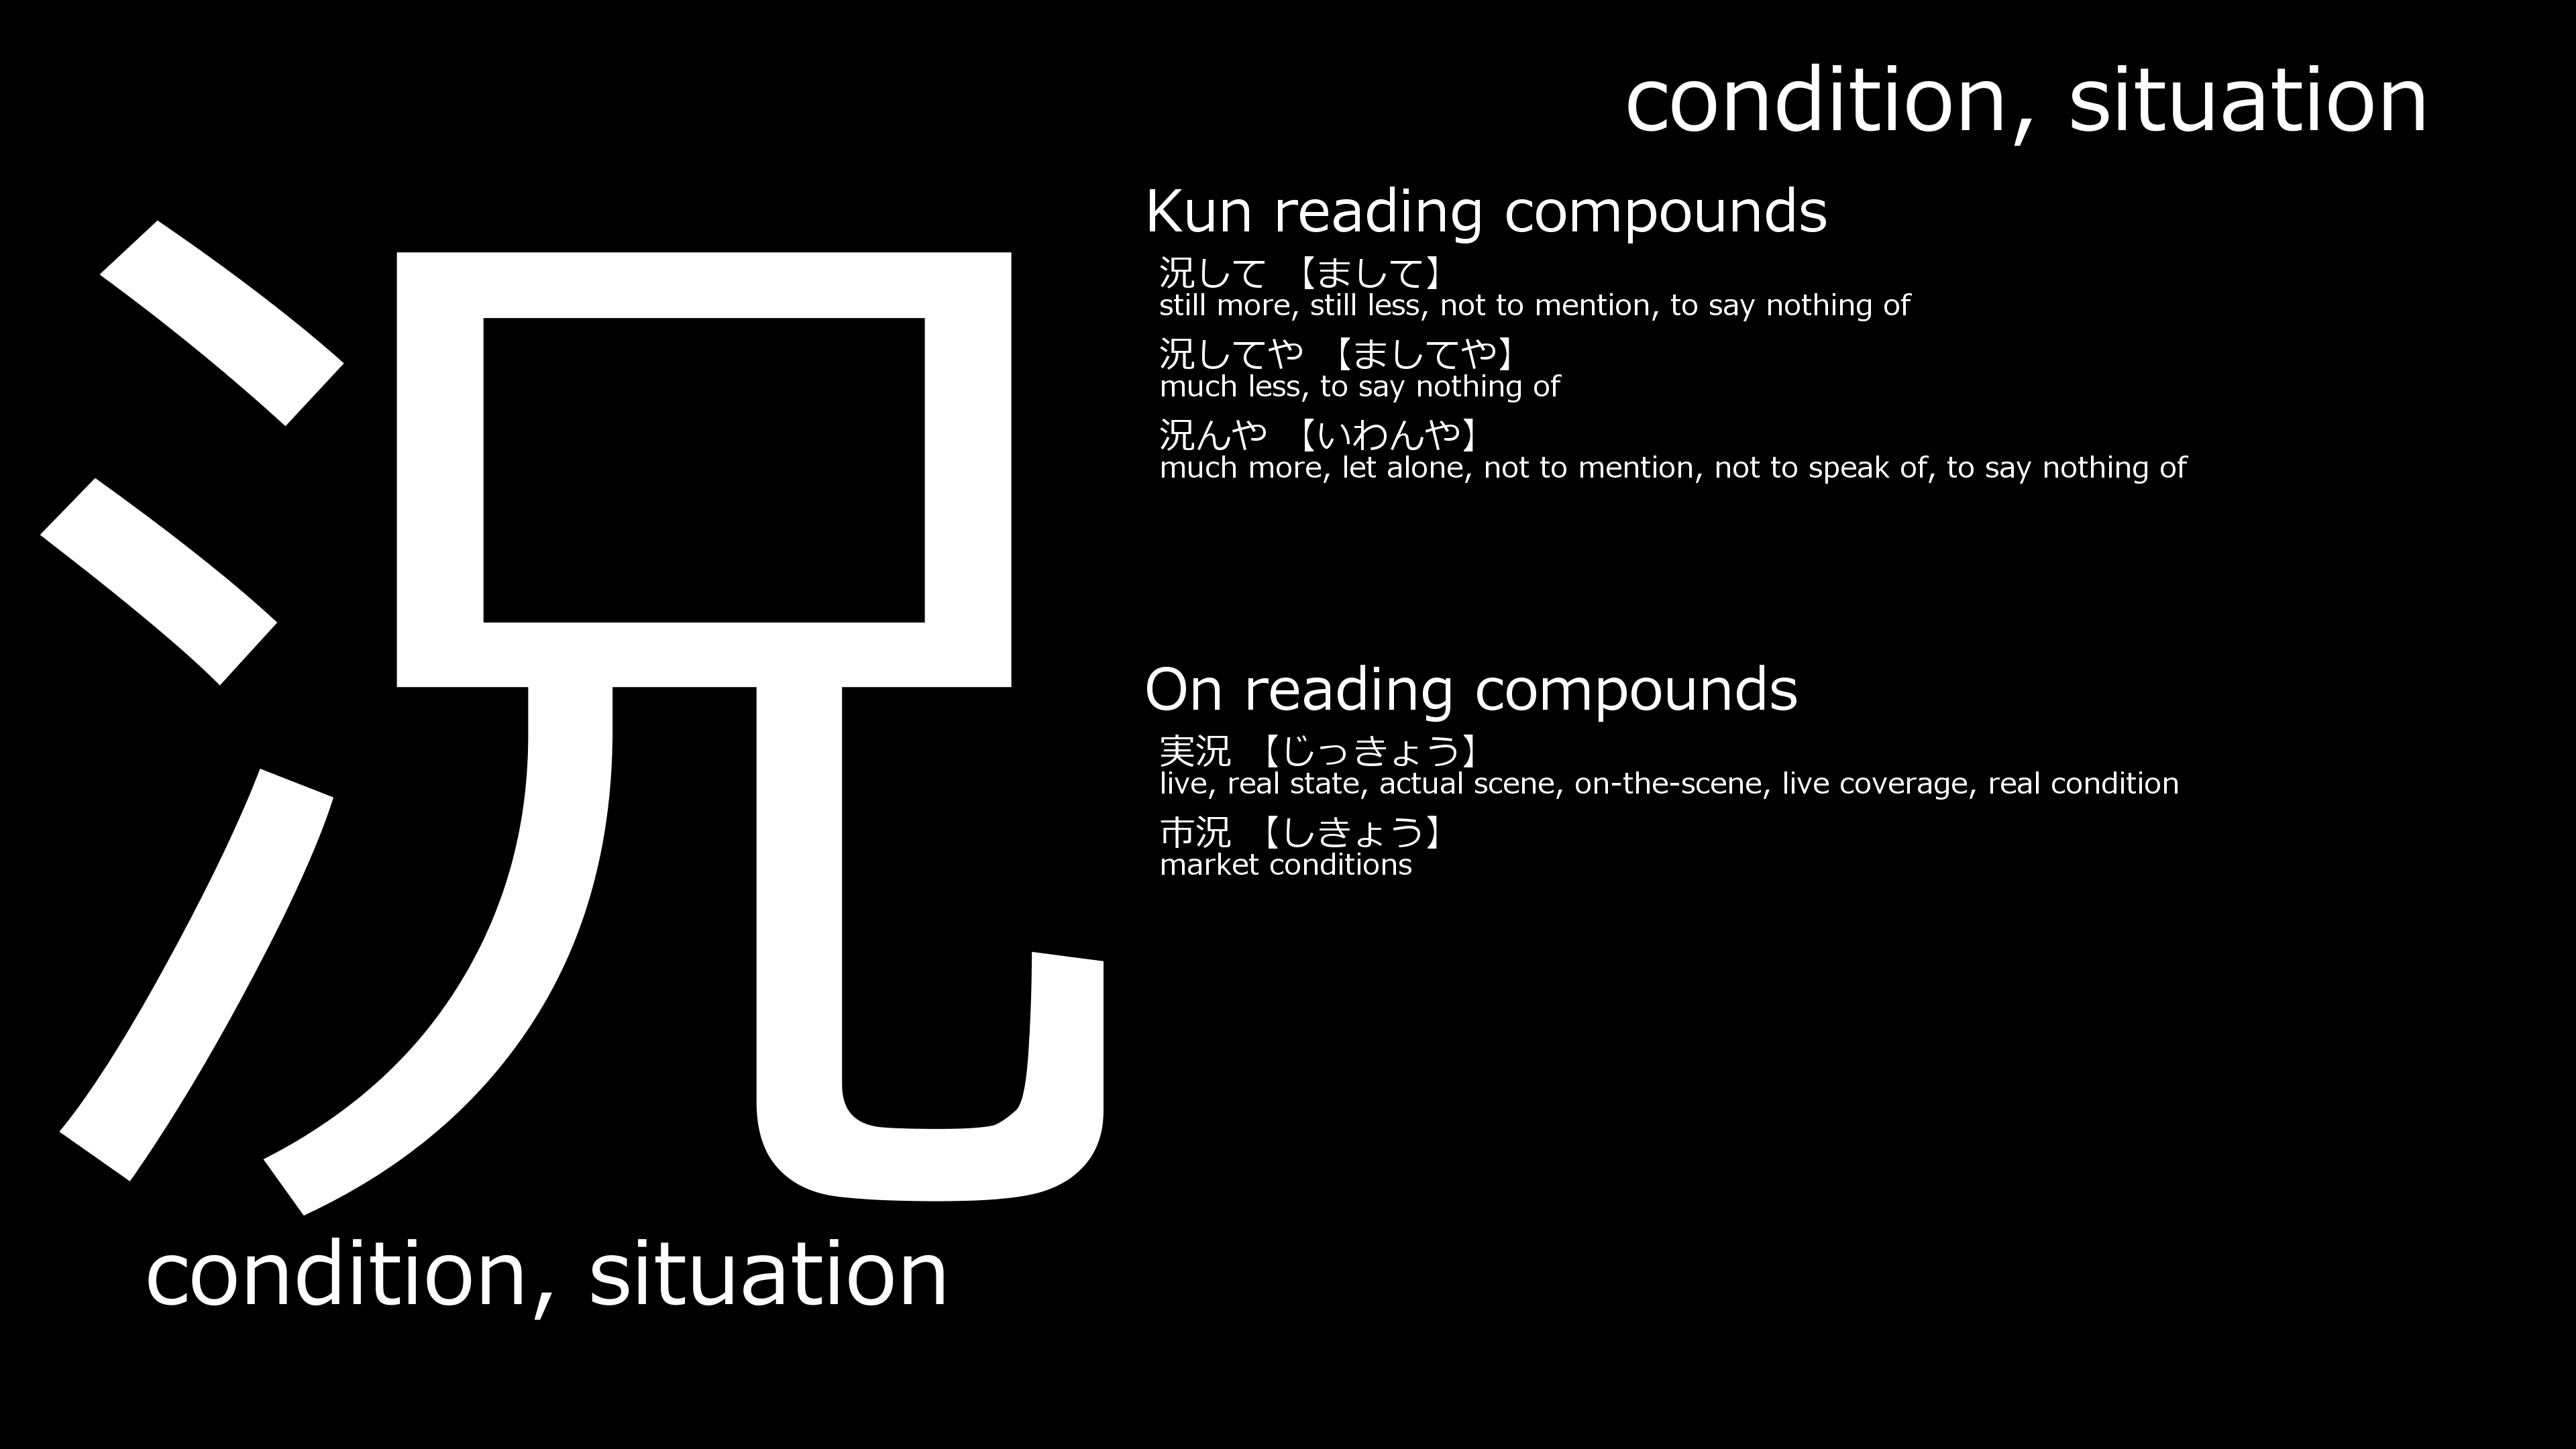 condition, situation
況
condition, situation
Kun reading compounds
況して 【まして】
still more, still less, not to mention, to say nothing of
況してや 【ましてや】
much less, to say nothing of
況んや 【いわんや】
much more, let alone, not to mention, not to speak of, to say nothing of
On reading compounds
実況 【じっきょう】
live, real state, actual scene, on-the-scene, live coverage, real condition
市況 【しきょう】
market conditions